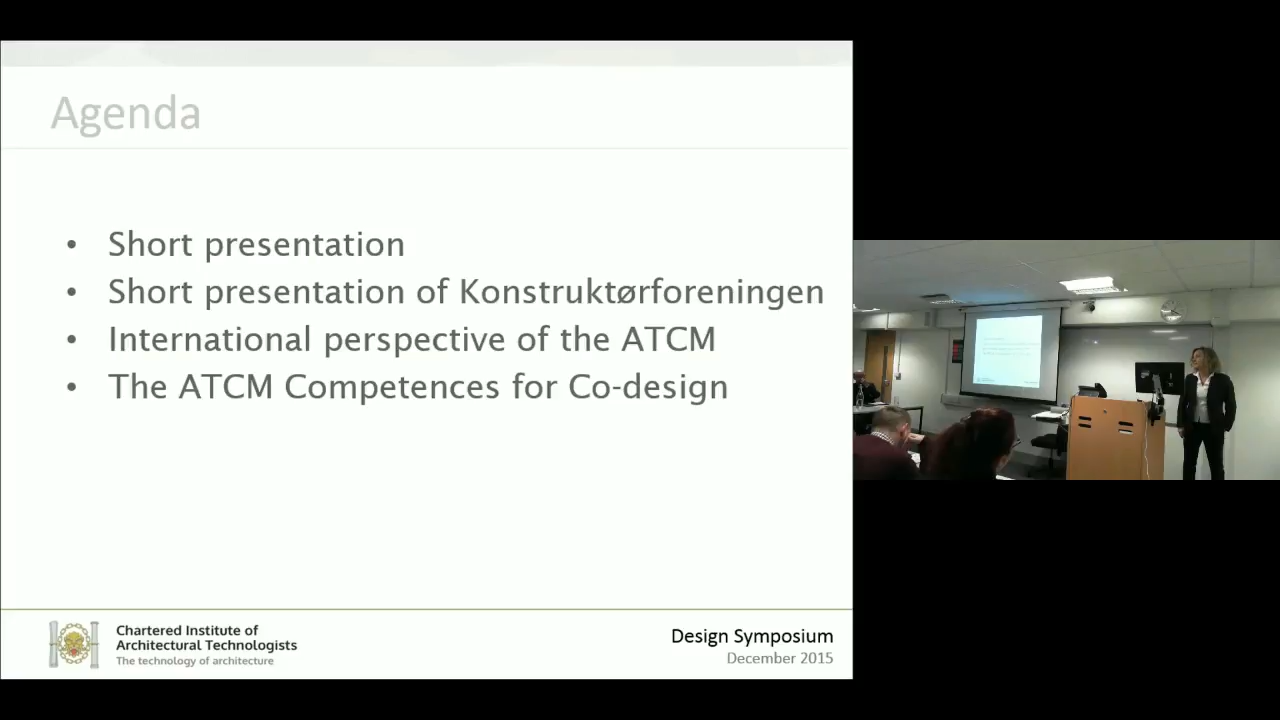 Agenda
• Short presentation
• Short presentation of Konstruktørforeningen
• International perspective of the ATCM
• The ATCM Competences for Co-design
Chartered Institute of
Architectural Technologists
The technology of architecture
Design Symposium
December 2015